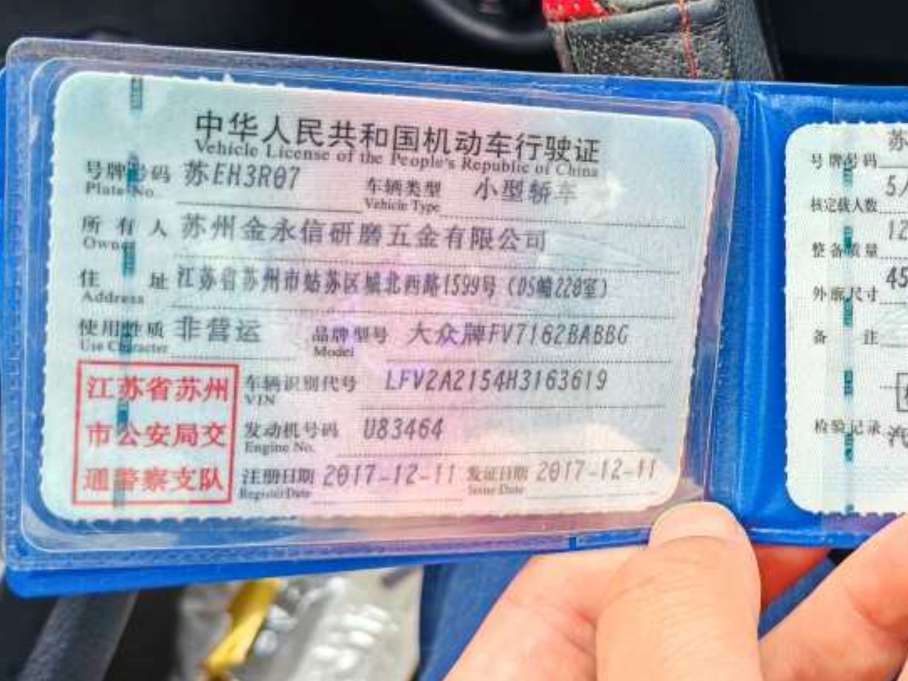 中华人民共和国机动车行驶证
Vehicle License of the People's Republic of China
号牌号码 苏EH3R07 车辆类型 小型轿车
Plate No. Vehicle Type
所有人 苏州金永信研磨五金有限公司
Owner
住址 江苏省苏州市姑苏区城北西路1599号（DS幢220室）
Address
使用性质 非营运 品牌型号 大众牌FV7162BABBG
Use Character Model
江苏省苏州
市公安局交
通警察支队
车辆识别代号 LFV2A2154H3163619
VIN
发动机号码 U83464
Engine No.
注册日期 2017-12-11 发证日期 2017-12-11
Register Date Issue Date
号牌号码 苏
核定载人数 5人
整备质量 12
外廓尺寸 45
备注
检验记录 汽